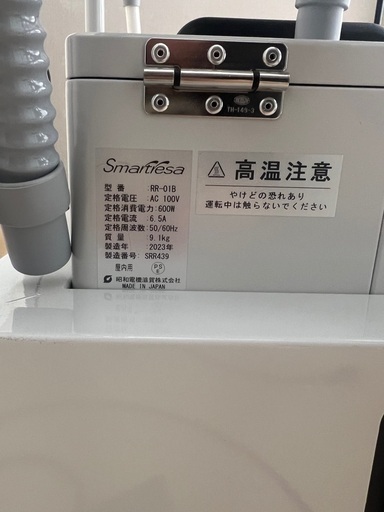 TH-145-3
Smartresa
型番:RR-01B
定格電圧:AC 100V
定格消費電力:600W
定格電流:6.5A
定格周波数:50/60Hz
質量:9.1kg
製造年:2023年
製造番号:SRR439
屋内用 PSE
昭和電機滋賀株式会社
MADE IN JAPAN
高温注意
やけどの恐れあり
運転中は触らないでください